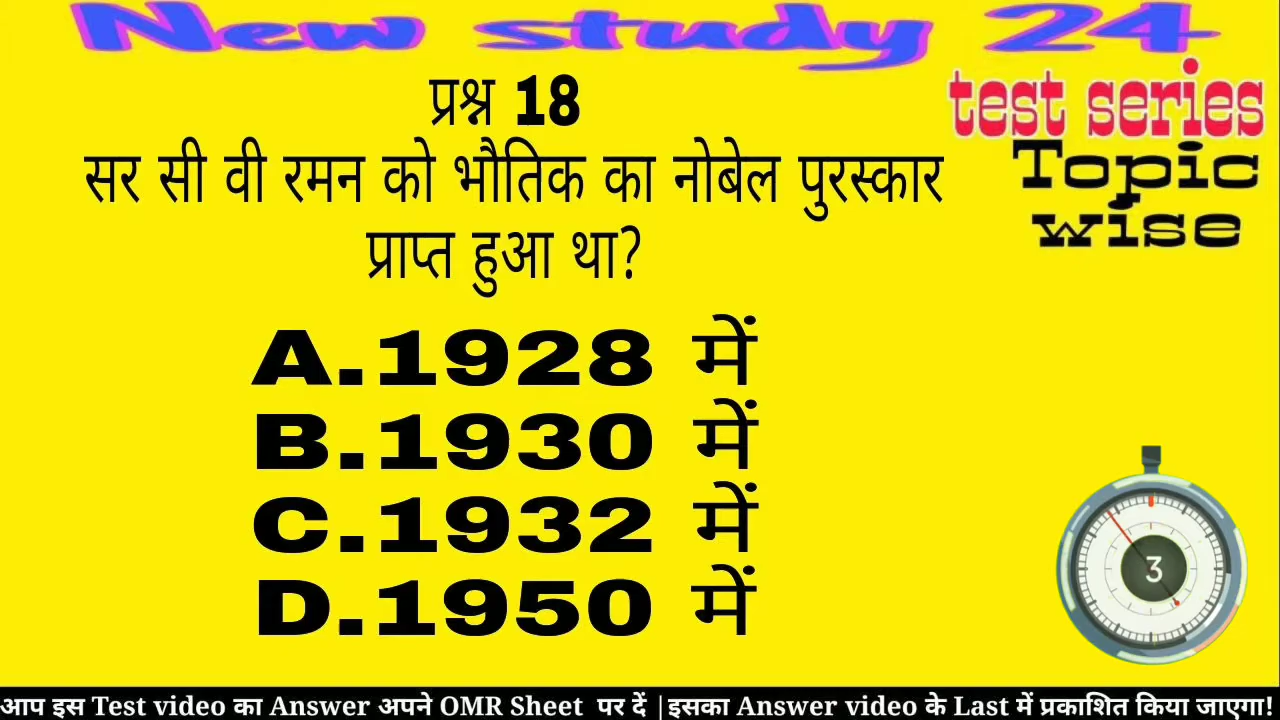 New study 24
test series
Topic
wise
प्रश्न 18
सर सी वी रमन को भौतिक का नोबेल पुरस्कार
प्राप्त हुआ था?
A.1928 में
B.1930 में
C.1932 में
D.1950 में
3
आप इस Test video का Answer अपने OMR Sheet पर दें |इसका Answer video के Last में प्रकाशित किया जाएगा!